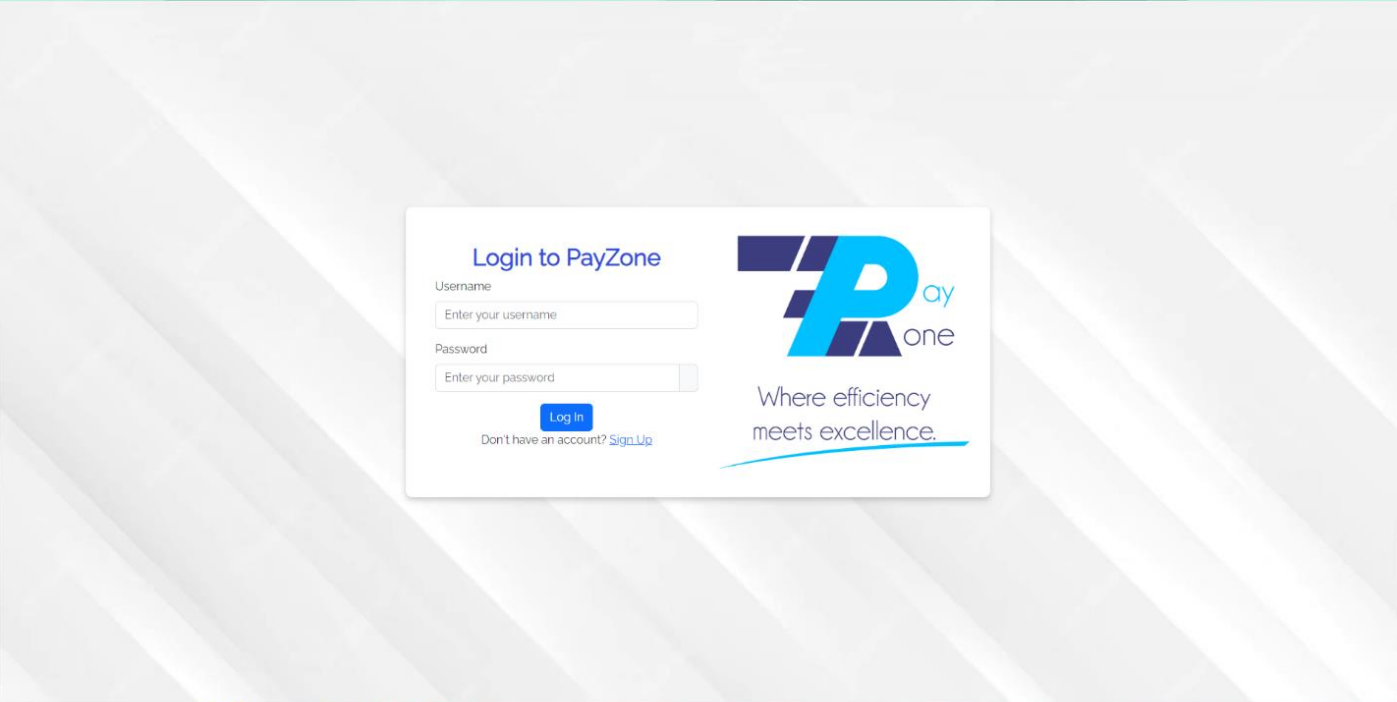 Login to PayZone
Username
Enter your username
Password
Enter your password
Log In
Don't have an account? Sign Up
Pay
one
Where efficiency
meets excellence.